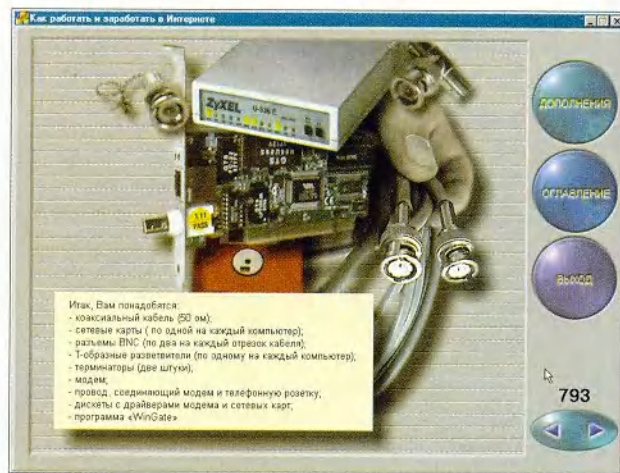 Как работать и заработать в Интернете
ZyXEL
ДОПОЛНЕНИЯ
ОГЛАВЛЕНИЕ
ВЫХОД
Итак, Вам понадобятся:
- коаксиальный кабель (50 ом);
- сетевые карты ( по одной на каждый компьютер);
- разъемы BNC (по два на каждый отрезок кабеля);
- Т-образные разветвители (по одному на каждый компьютер);
- терминаторы (две штуки);
- модем;
- провод, соединяющий модем и телефонную розетку;
- дискеты с драйверами модема и сетевых карт;
- программа «WinGate»
793